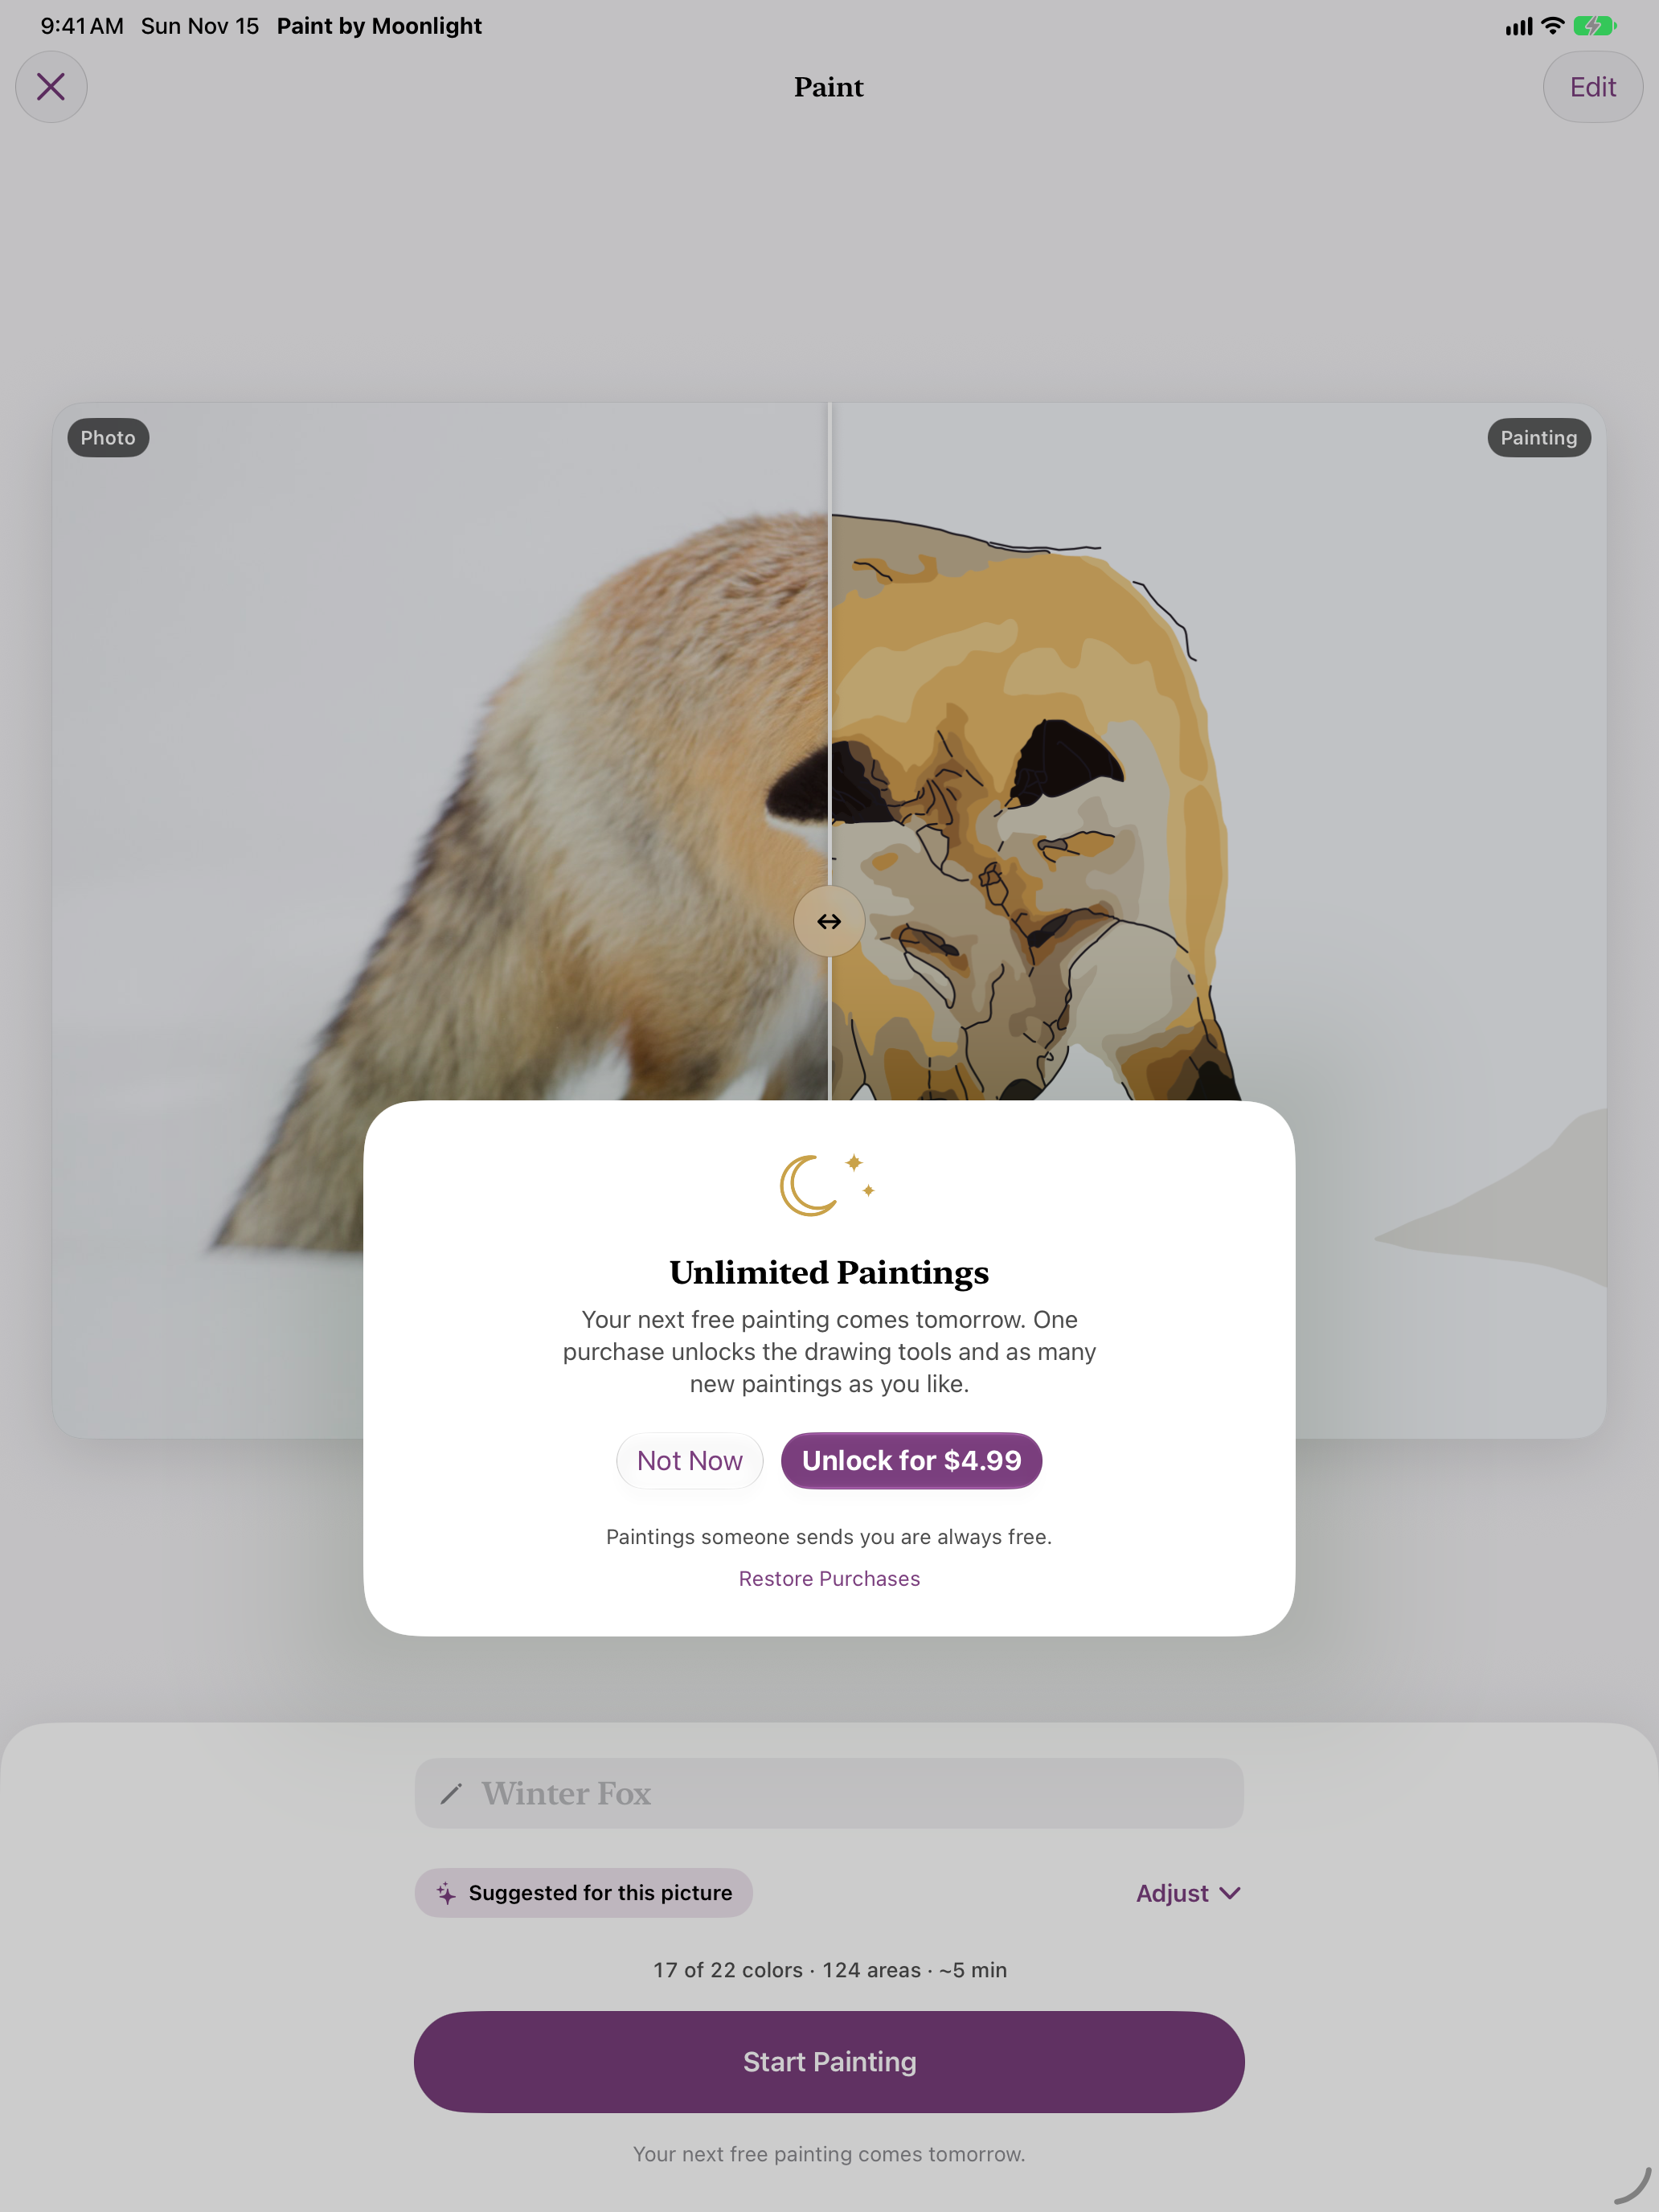 9:41 AM Sun Nov 15 Paint by Moonlight
Paint
Edit
Photo
Painting
Unlimited Paintings
Your next free painting comes tomorrow. One
purchase unlocks the drawing tools and as many
new paintings as you like.
Not Now
Unlock for $4.99
Paintings someone sends you are always free.
Restore Purchases
Winter Fox
Suggested for this picture
Adjust
17 of 22 colors · 124 areas · ~5 min
Start Painting
Your next free painting comes tomorrow.